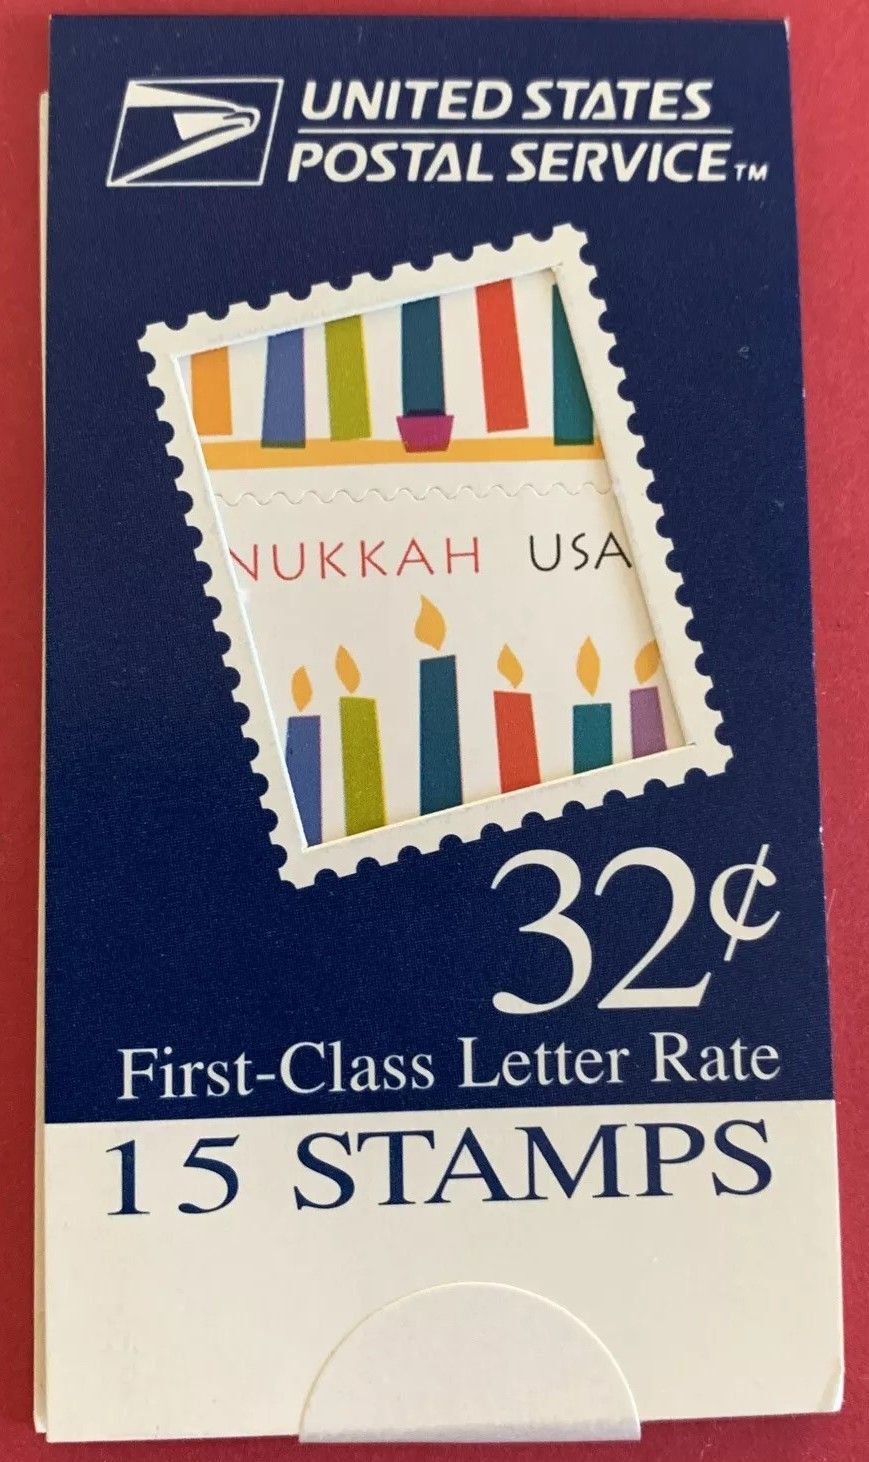 UNITED STATES
POSTAL SERVICE™
NUKKAH USA
32¢
First-Class Letter Rate
15 STAMPS